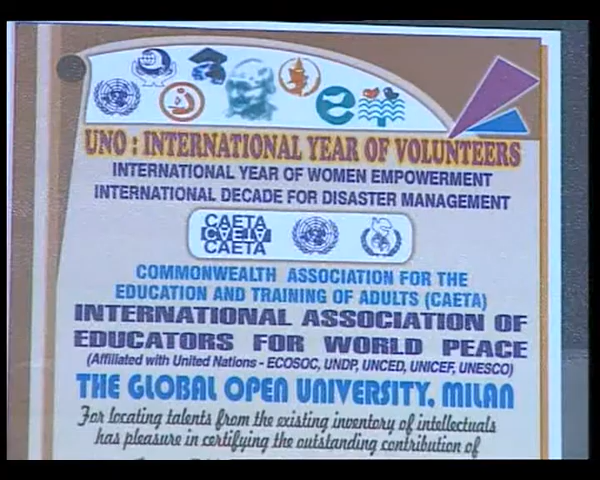 UNO : INTERNATIONAL YEAR OF VOLUNTEERS
INTERNATIONAL YEAR OF WOMEN EMPOWERMENT
INTERNATIONAL DECADE FOR DISASTER MANAGEMENT
CAETA
CAETA
CAETA
COMMONWEALTH ASSOCIATION FOR THE
EDUCATION AND TRAINING OF ADULTS (CAETA)
INTERNATIONAL ASSOCIATION OF
EDUCATORS FOR WORLD PEACE
(Affiliated with United Nations - ECOSOC, UNDP, UNCED, UNICEF, UNESCO)
THE GLOBAL OPEN UNIVERSITY, MILAN
For locating talents from the existing inventory of intellectuals
has pleasure in certifying the outstanding contribution of